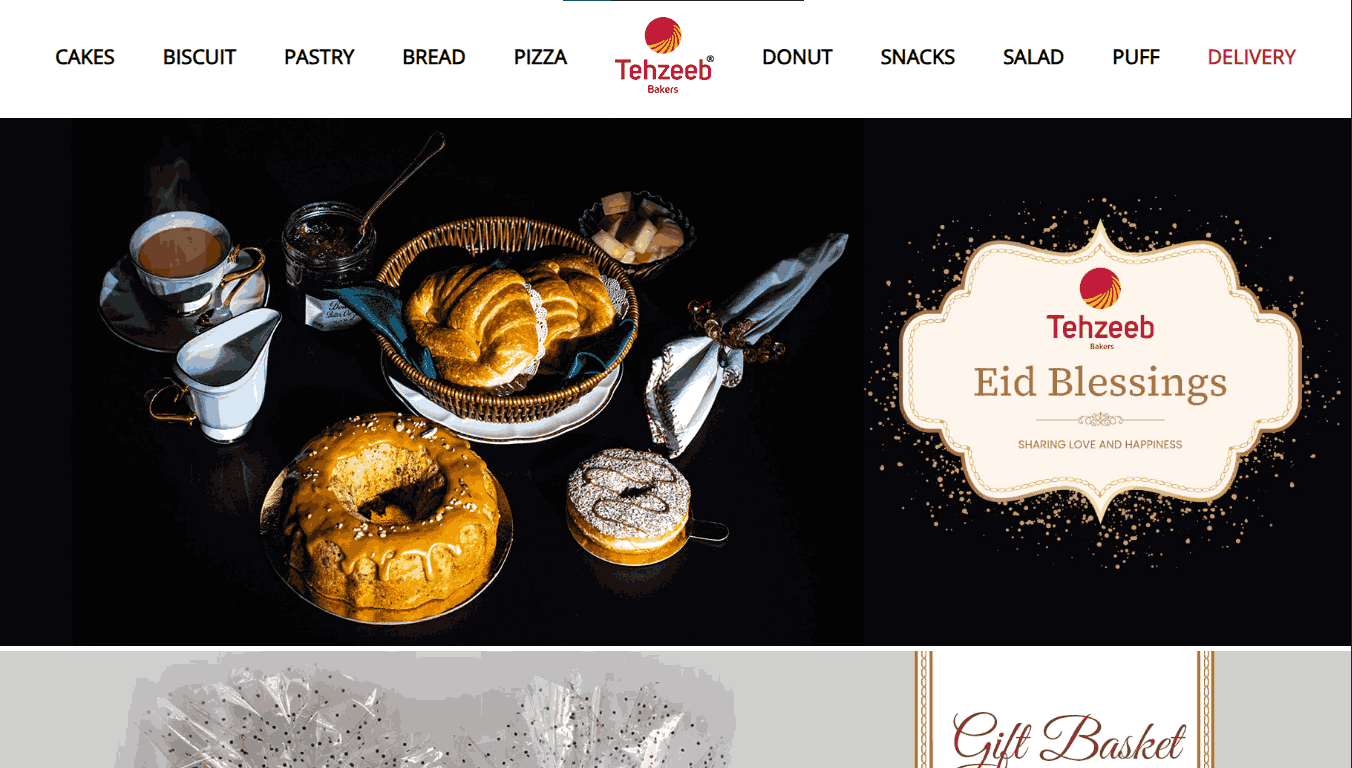 CAKES BISCUIT PASTRY BREAD PIZZA DONUT SNACKS SALAD PUFF DELIVERY
Tehzeeb®
Bakers
Tehzeeb
Bakers
Eid Blessings
SHARING LOVE AND HAPPINESS
Gift Basket